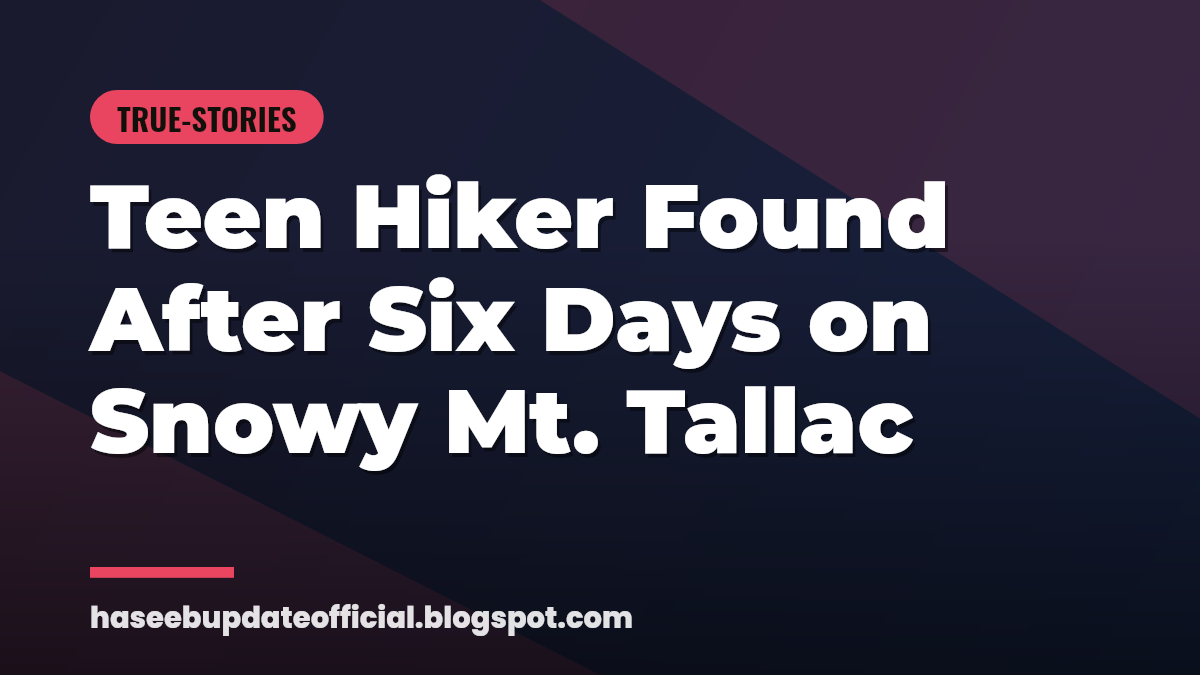 TRUE-STORIES
Teen Hiker Found
After Six Days on
Snowy Mt. Tallac
haseebupdateofficial.blogspot.com